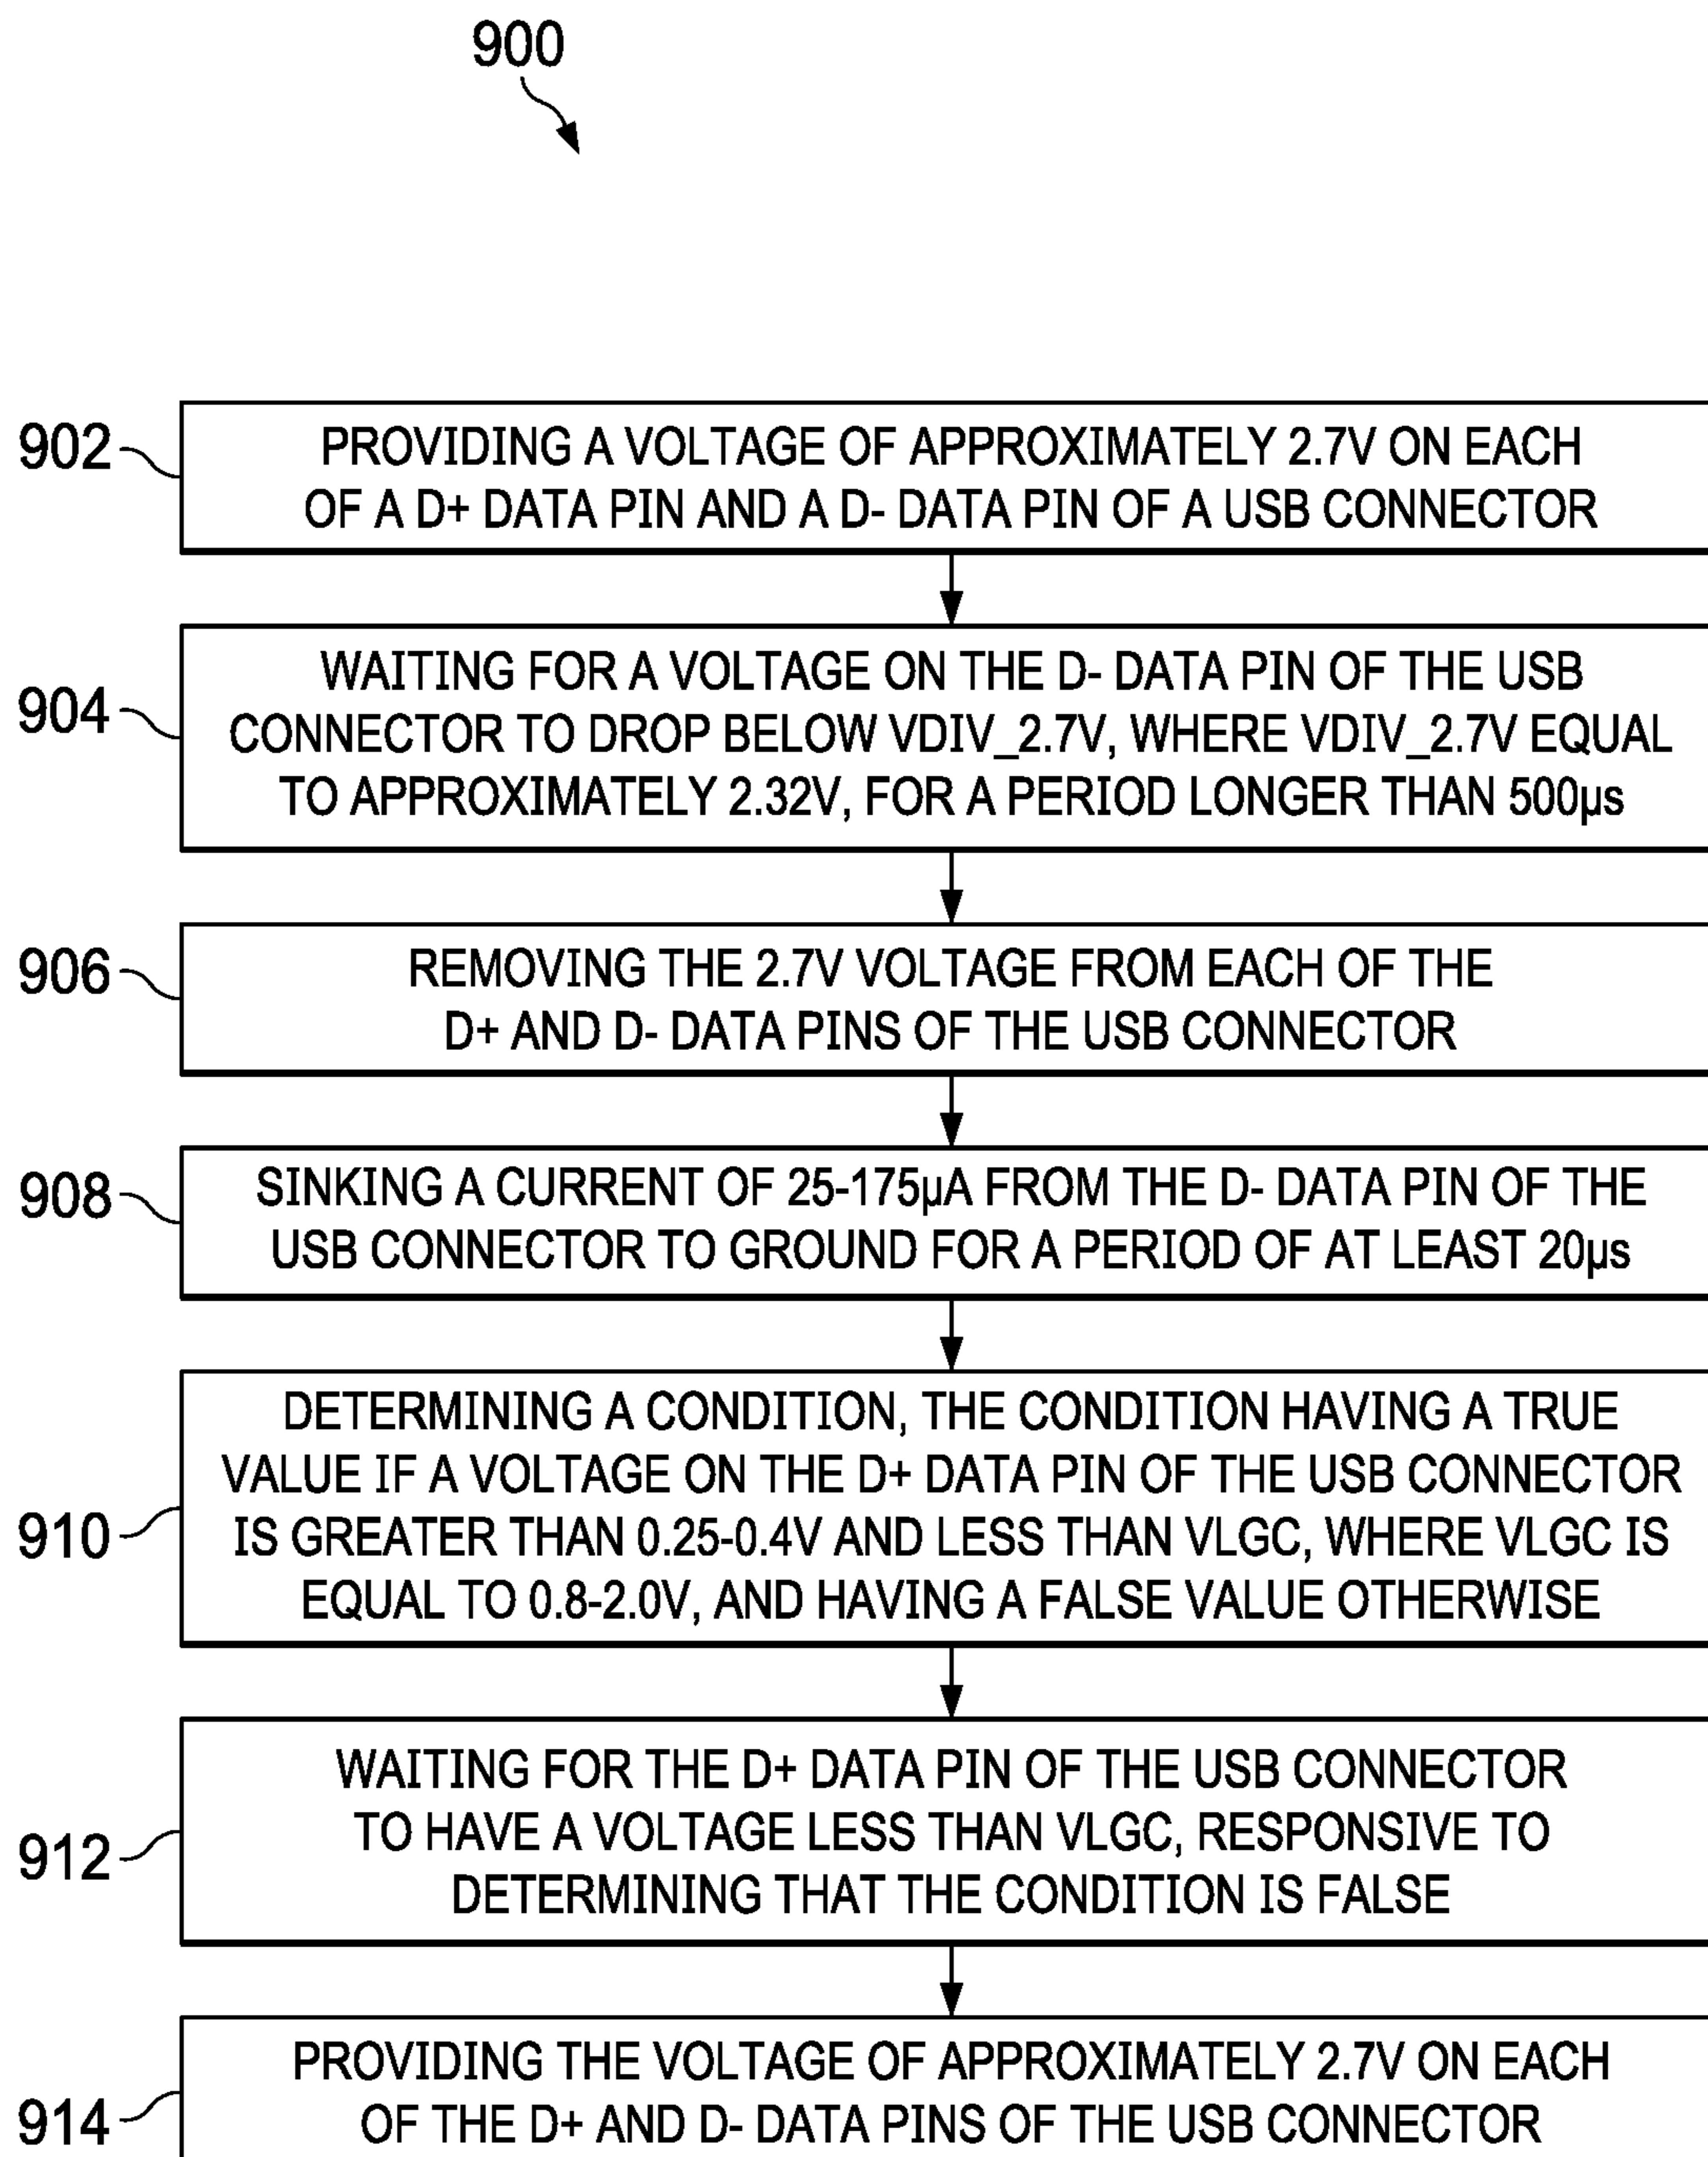 900
902
PROVIDING A VOLTAGE OF APPROXIMATELY 2.7V ON EACH
OF A D+ DATA PIN AND A D- DATA PIN OF A USB CONNECTOR
904
WAITING FOR A VOLTAGE ON THE D- DATA PIN OF THE USB
CONNECTOR TO DROP BELOW VDIV_2.7V, WHERE VDIV_2.7V EQUAL
TO APPROXIMATELY 2.32V, FOR A PERIOD LONGER THAN 500µs
906
REMOVING THE 2.7V VOLTAGE FROM EACH OF THE
D+ AND D- DATA PINS OF THE USB CONNECTOR
908
SINKING A CURRENT OF 25-175µA FROM THE D- DATA PIN OF THE
USB CONNECTOR TO GROUND FOR A PERIOD OF AT LEAST 20µs
910
DETERMINING A CONDITION, THE CONDITION HAVING A TRUE
VALUE IF A VOLTAGE ON THE D+ DATA PIN OF THE USB CONNECTOR
IS GREATER THAN 0.25-0.4V AND LESS THAN VLGC, WHERE VLGC IS
EQUAL TO 0.8-2.0V, AND HAVING A FALSE VALUE OTHERWISE
912
WAITING FOR THE D+ DATA PIN OF THE USB CONNECTOR
TO HAVE A VOLTAGE LESS THAN VLGC, RESPONSIVE TO
DETERMINING THAT THE CONDITION IS FALSE
914
PROVIDING THE VOLTAGE OF APPROXIMATELY 2.7V ON EACH
OF THE D+ AND D- DATA PINS OF THE USB CONNECTOR